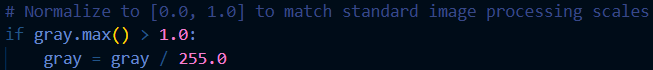 # Normalize to [0.0, 1.0] to match standard image processing scales
if gray.max() > 1.0:
    gray = gray / 255.0